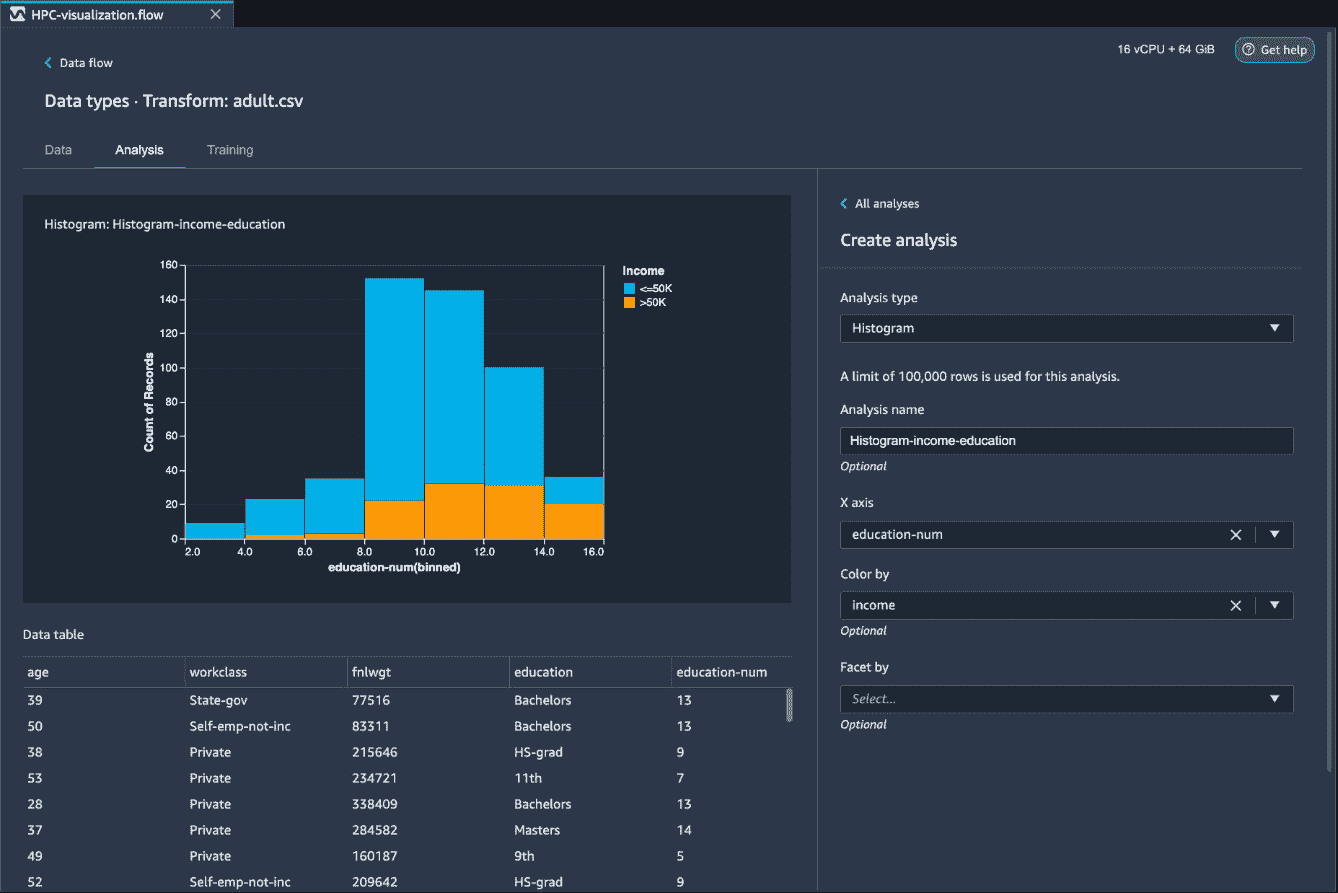 HPC-visualization.flow
Data flow
16 vCPU + 64 GiB
Get help
Data types · Transform: adult.csv
Data Analysis Training
Histogram: Histogram-income-education
160
140
120
100
80
60
40
20
0
Count of Records
2.0 4.0 6.0 8.0 10.0 12.0 14.0 16.0
education-num(binned)
Income
<=50K
>50K
Data table
age workclass fnlwgt education education-num
39 State-gov 77516 Bachelors 13
50 Self-emp-not-inc 83311 Bachelors 13
38 Private 215646 HS-grad 9
53 Private 234721 11th 7
28 Private 338409 Bachelors 13
37 Private 284582 Masters 14
49 Private 160187 9th 5
52 Self-emp-not-inc 209642 HS-grad 9
All analyses
Create analysis
Analysis type
Histogram
A limit of 100,000 rows is used for this analysis.
Analysis name
Histogram-income-education
Optional
X axis
education-num
Color by
income
Optional
Facet by
Select...
Optional